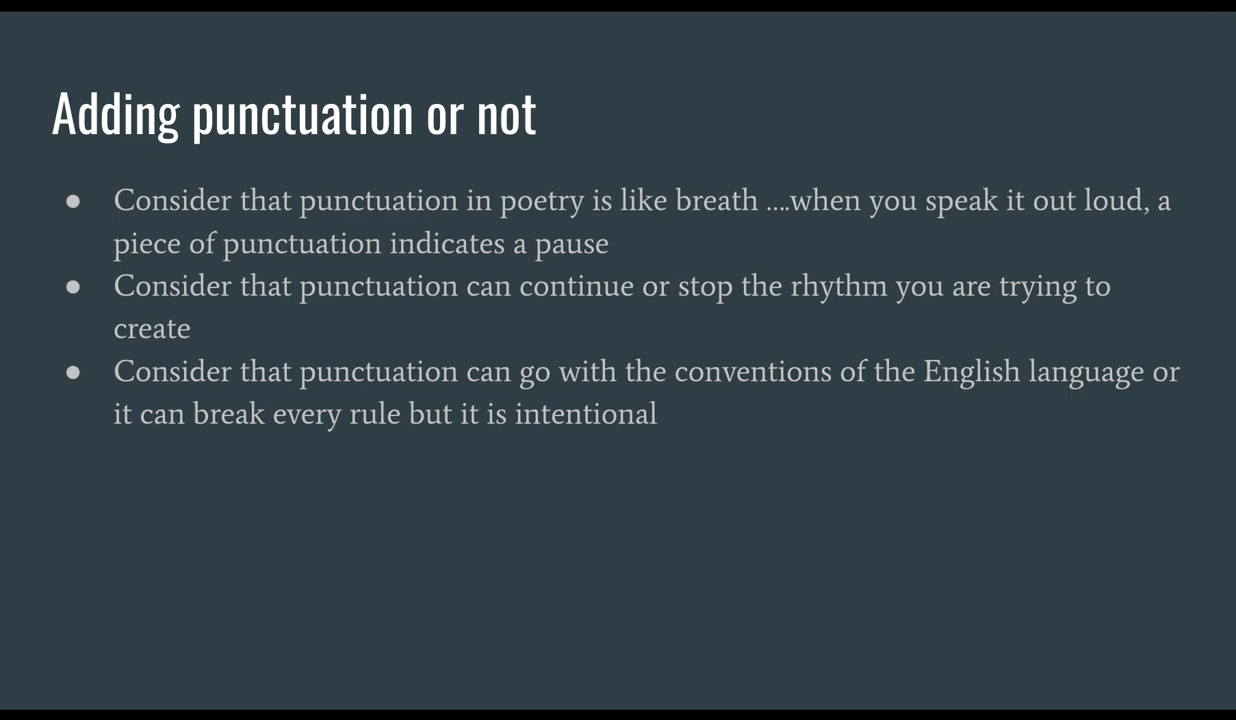 Adding punctuation or not
● Consider that punctuation in poetry is like breath ....when you speak it out loud, a
piece of punctuation indicates a pause
● Consider that punctuation can continue or stop the rhythm you are trying to
create
● Consider that punctuation can go with the conventions of the English language or
it can break every rule but it is intentional